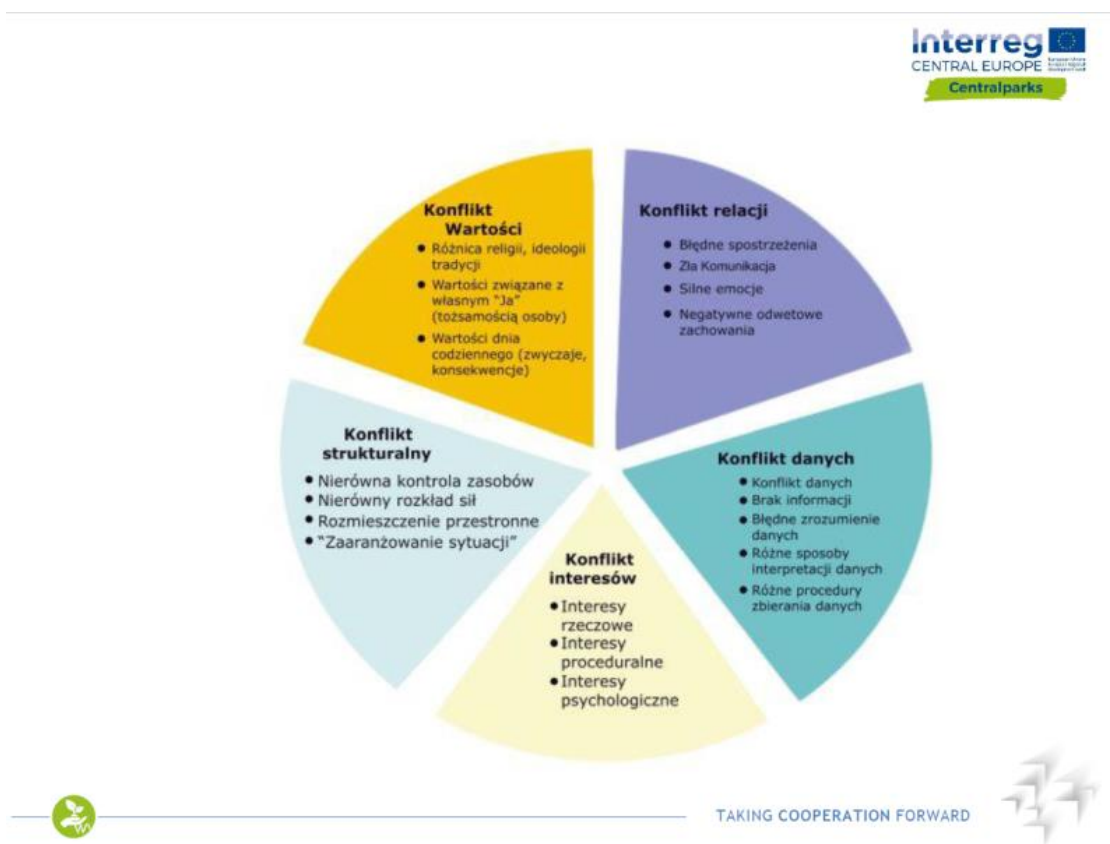 Interreg
CENTRAL EUROPE
Centralparks
Konflikt
Wartości
● Różnica religii, ideologii
tradycji
● Wartości związane z
własnym "Ja"
(tożsamością osoby)
● Wartości dnia
codziennego (zwyczaje,
konsekwencje)
Konflikt relacji
● Błędne spostrzeżenia
● Zła Komunikacja
● Silne emocje
● Negatywne odwetowe
zachowania
Konflikt danych
● Konflikt danych
● Brak informacji
● Błędne zrozumienie
danych
● Różne sposoby
interpretacji danych
● Różne procedury
zbierania danych
Konflikt
interesów
● Interesy
rzeczowe
● Interesy
proceduralne
● Interesy
psychologiczne
Konflikt
strukturalny
● Nierówna kontrola zasobów
● Nierówny rozkład sił
● Rozmieszczenie przestronne
● "Zaaranżowanie sytuacji"
TAKING COOPERATION FORWARD